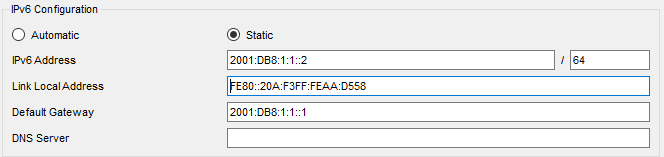 IPv6 Configuration
Automatic Static
IPv6 Address 2001:DB8:1:1::2 / 64
Link Local Address FE80::20A:F3FF:FEAA:D558
Default Gateway 2001:DB8:1:1::1
DNS Server